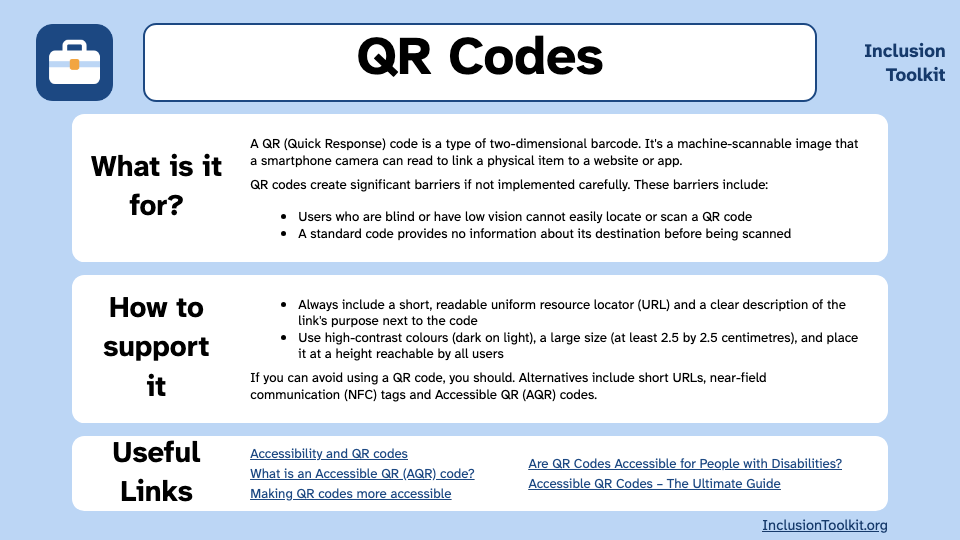 QR Codes
Inclusion
Toolkit
What is it
for?
A QR (Quick Response) code is a type of two-dimensional barcode. It's a machine-scannable image that
a smartphone camera can read to link a physical item to a website or app.
QR codes create significant barriers if not implemented carefully. These barriers include:
• Users who are blind or have low vision cannot easily locate or scan a QR code
• A standard code provides no information about its destination before being scanned
How to
support
it
• Always include a short, readable uniform resource locator (URL) and a clear description of the
link's purpose next to the code
• Use high-contrast colours (dark on light), a large size (at least 2.5 by 2.5 centimetres), and place
it at a height reachable by all users
If you can avoid using a QR code, you should. Alternatives include short URLs, near-field
communication (NFC) tags and Accessible QR (AQR) codes.
Useful
Links
Accessibility and QR codes
What is an Accessible QR (AQR) code?
Making QR codes more accessible
Are QR Codes Accessible for People with Disabilities?
Accessible QR Codes – The Ultimate Guide
InclusionToolkit.org